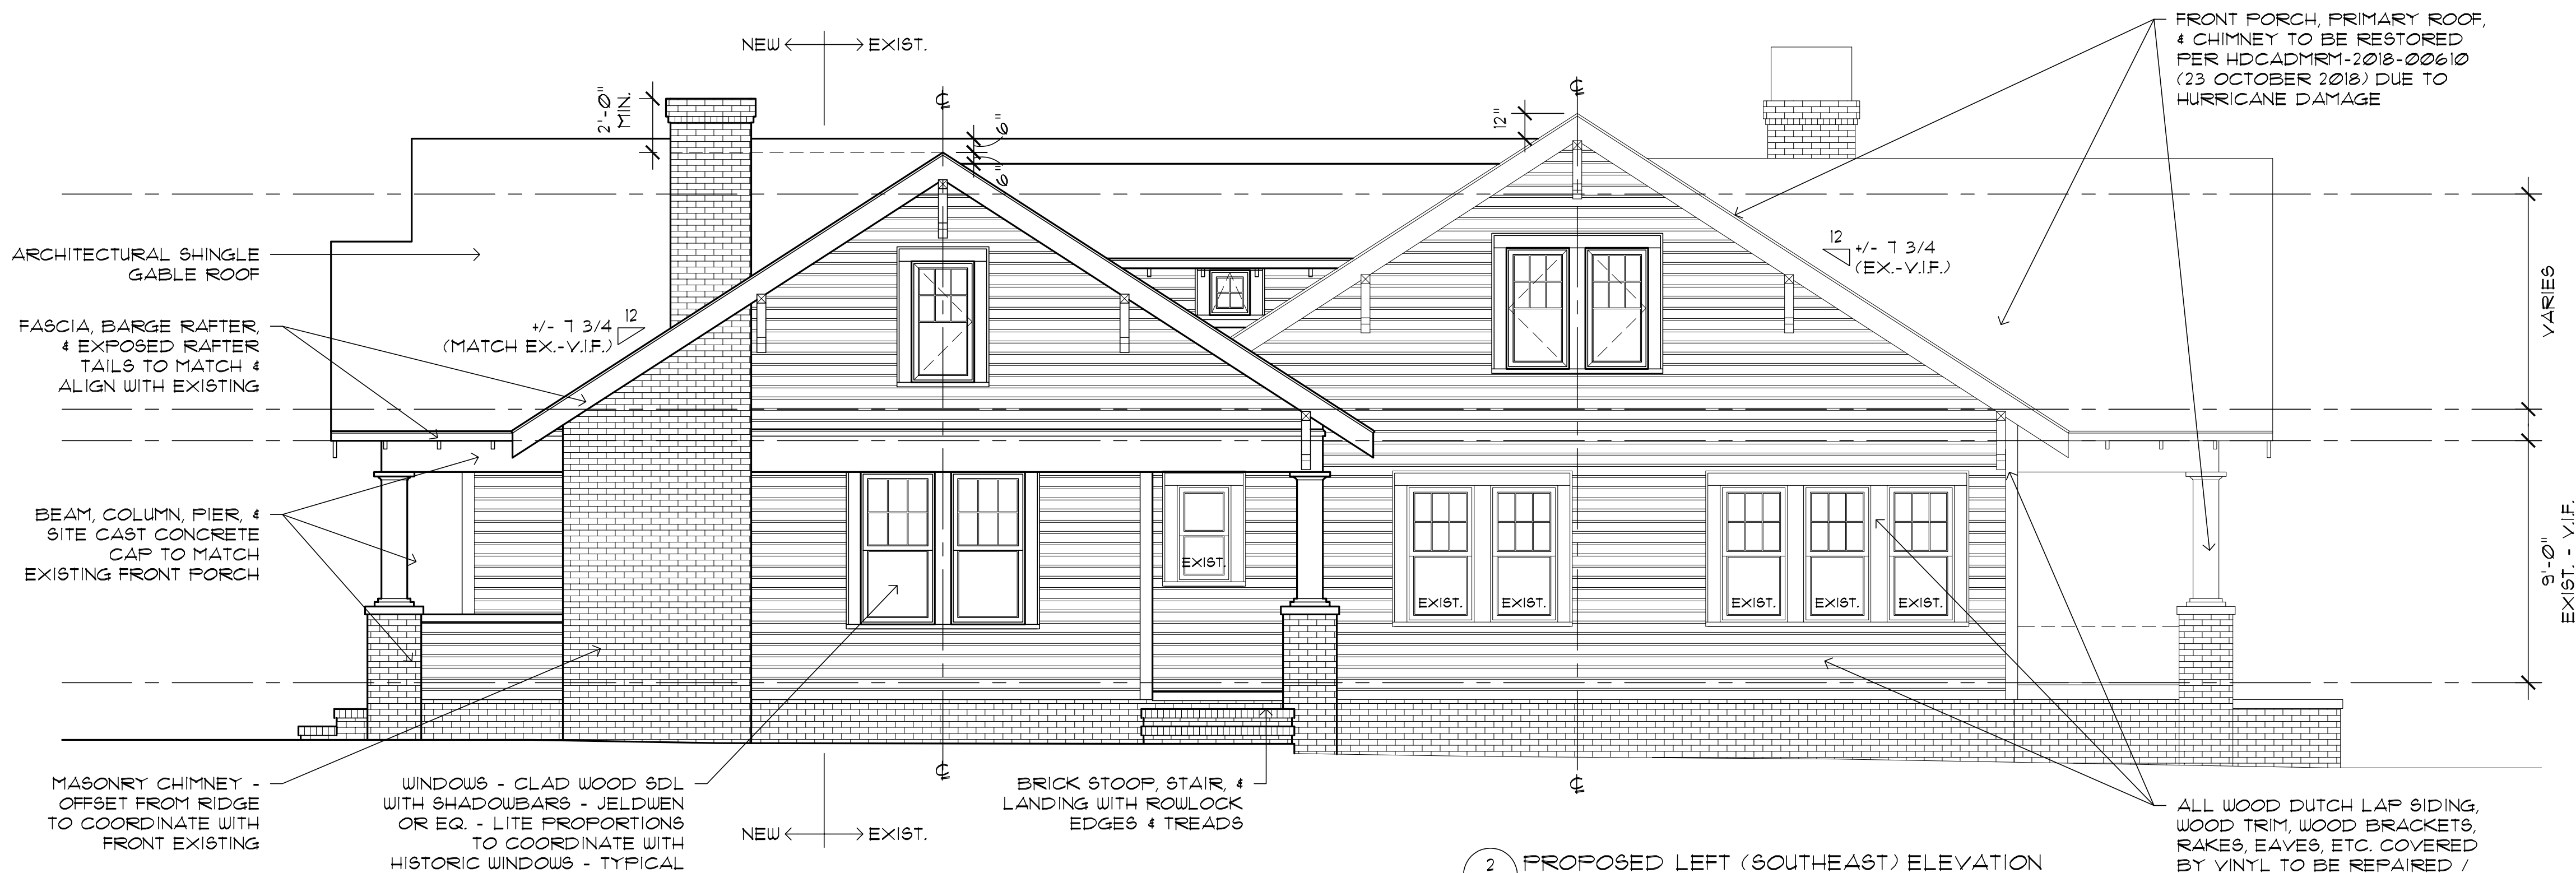 NEW
EXIST.
FRONT PORCH, PRIMARY ROOF,
& CHIMNEY TO BE RESTORED
PER HDCADMRM-2018-00610
(23 OCTOBER 2018) DUE TO
HURRICANE DAMAGE
2'-0"
MIN.
6"
6"
12"
ARCHITECTURAL SHINGLE
GABLE ROOF
12
+/- 7 3/4
(EX.-V.I.F.)
VARIES
FASCIA, BARGE RAFTER,
& EXPOSED RAFTER
TAILS TO MATCH &
ALIGN WITH EXISTING
12
+/- 7 3/4
(MATCH EX.-V.I.F.)
BEAM, COLUMN, PIER, &
SITE CAST CONCRETE
CAP TO MATCH
EXISTING FRONT PORCH
EXIST.
EXIST.
EXIST.
EXIST.
EXIST.
EXIST.
9'-0"
EXIST. - V.I.F.
MASONRY CHIMNEY -
OFFSET FROM RIDGE
TO COORDINATE WITH
FRONT EXISTING
WINDOWS - CLAD WOOD SDL
WITH SHADOWBARS - JELDWEN
OR EQ. - LITE PROPORTIONS
TO COORDINATE WITH
HISTORIC WINDOWS - TYPICAL
NEW
EXIST.
BRICK STOOP, STAIR, &
LANDING WITH ROWLOCK
EDGES & TREADS
ALL WOOD DUTCH LAP SIDING,
WOOD TRIM, WOOD BRACKETS,
RAKES, EAVES, ETC. COVERED
BY VINYL TO BE REPAIRED /
2
PROPOSED LEFT (SOUTHEAST) ELEVATION